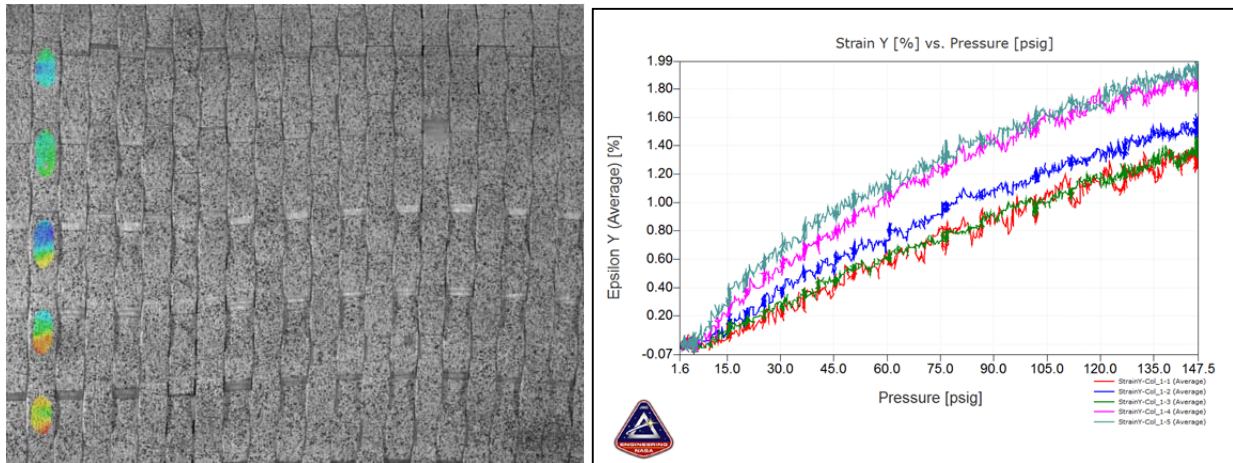 Strain Y [%] vs. Pressure [psig]
1.99
1.80
1.60
1.40
1.20
1.00
0.80
0.60
0.40
0.20
-0.07
Epsilon Y (Average) [%]
1.6 15.0 30.0 45.0 60.0 75.0 90.0 105.0 120.0 135.0 147.5
Pressure [psig]
StrainY-Col_1-1 (Average)
StrainY-Col_1-2 (Average)
StrainY-Col_1-3 (Average)
StrainY-Col_1-4 (Average)
StrainY-Col_1-5 (Average)
ENGINEERING
NASA